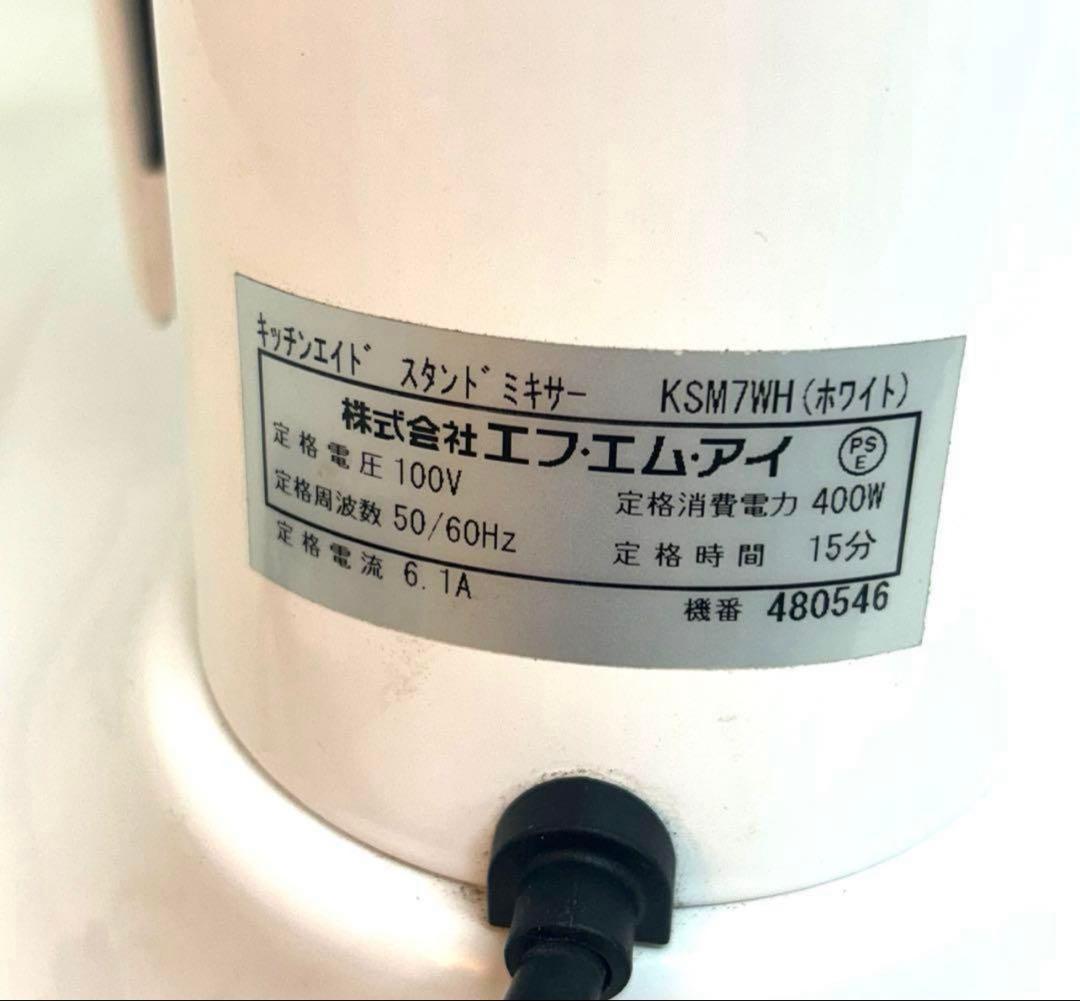 キッチンエイド スタンドミキサー KSM7WH(ホワイト)
株式会社エフ・エム・アイ
PS
E
定格電圧 100V 定格消費電力 400W
定格周波数 50/60Hz 定格時間 15分
定格電流 6.1A 機番 480546